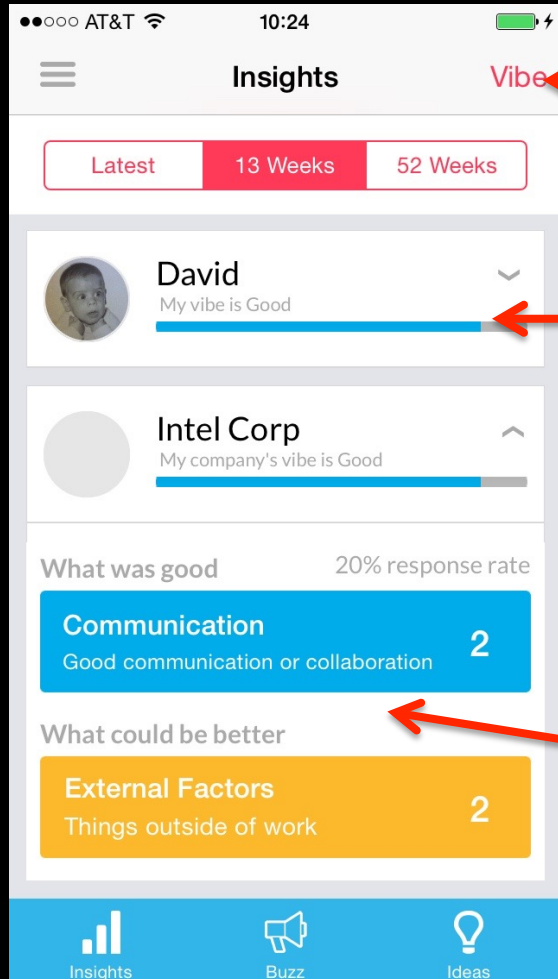 AT&T 10:24
Insights Vibe
Latest 13 Weeks 52 Weeks
David
My vibe is Good
Intel Corp
My company's vibe is Good
What was good 20% response rate
Communication 2
Good communication or collaboration
What could be better
External Factors 2
Things outside of work
Insights Buzz Ideas